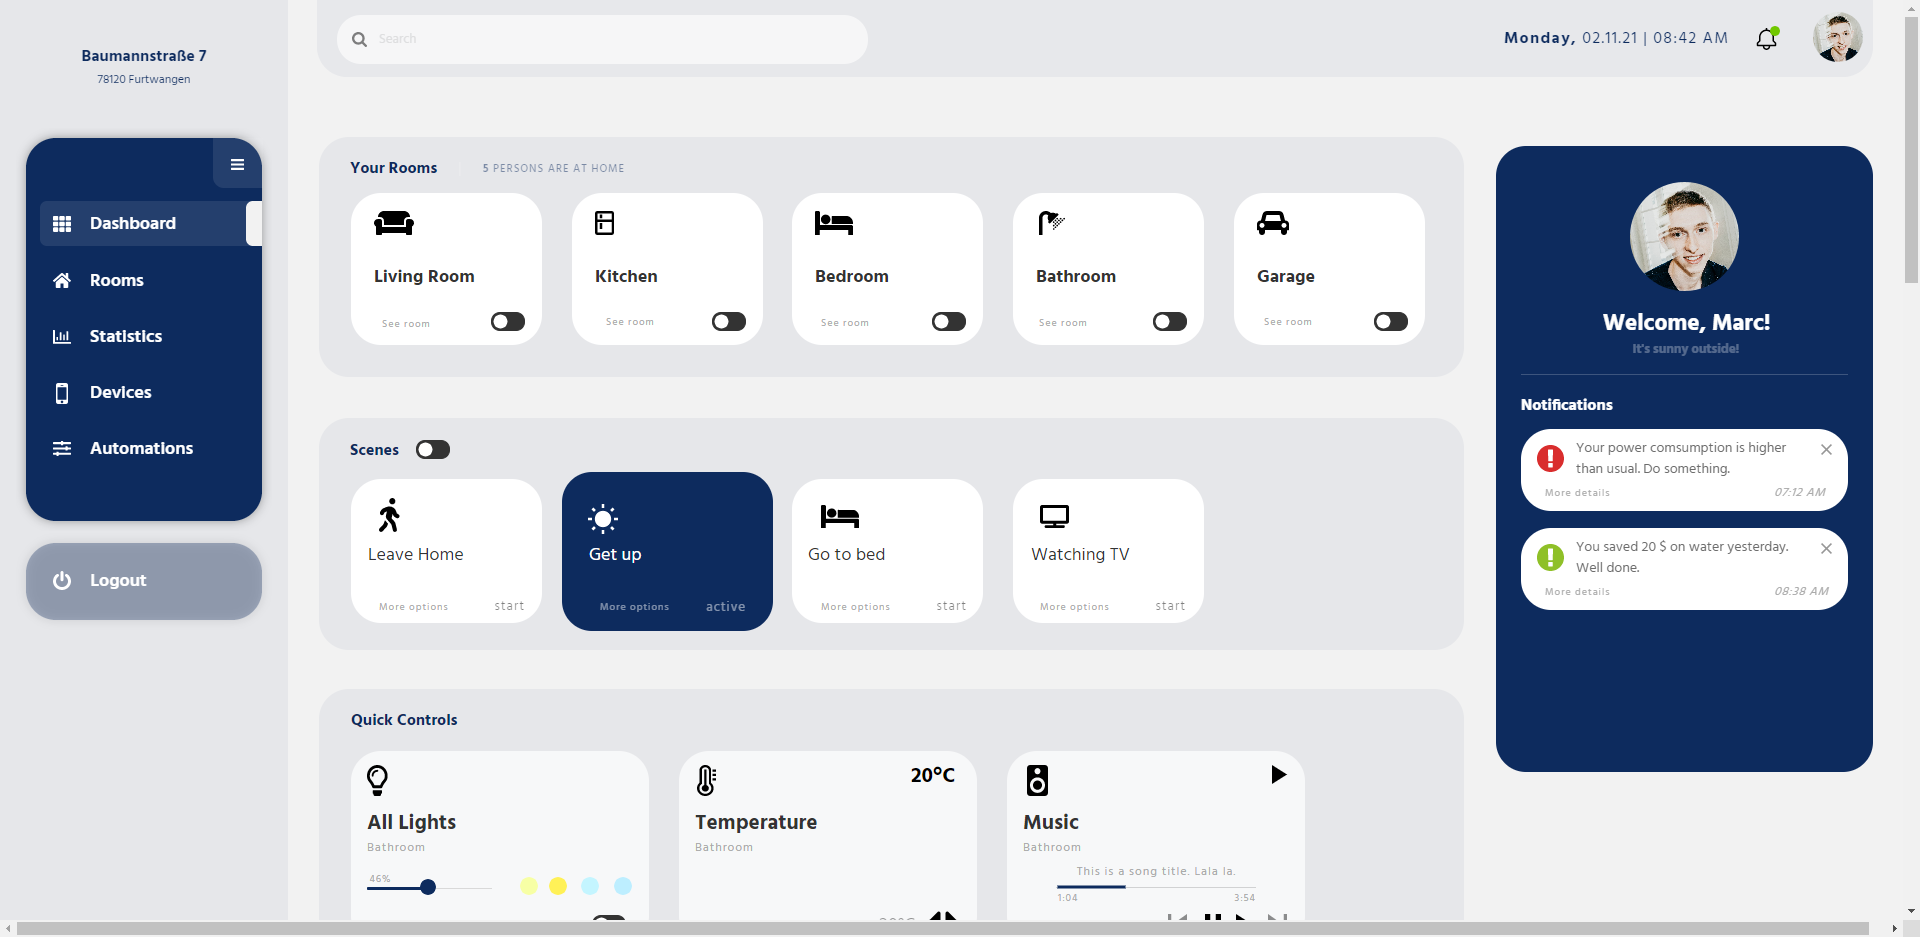 Baumannstraße 7
78120 Furtwangen
Search
Monday, 02.11.21 | 08:42 AM
Dashboard
Rooms
Statistics
Devices
Automations
Logout
Your Rooms
5 PERSONS ARE AT HOME
Living Room
See room
Kitchen
See room
Bedroom
See room
Bathroom
See room
Garage
See room
Scenes
Leave Home
More options
start
Get up
More options
active
Go to bed
More options
start
Watching TV
More options
start
Quick Controls
All Lights
Bathroom
46%
20°C
Temperature
Bathroom
20°C
Music
Bathroom
This is a song title. Lala la.
1:04
3:54
Welcome, Marc!
It's sunny outside!
Notifications
Your power comsumption is higher
than usual. Do something.
More details
07:12 AM
You saved 20 $ on water yesterday.
Well done.
More details
08:38 AM